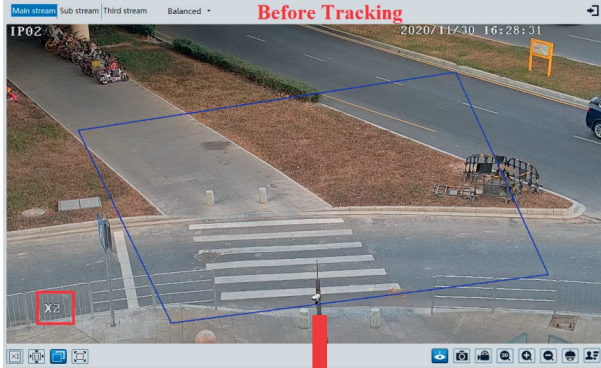 Main stream Sub stream Third stream Balanced
Before Tracking
IP02
2020/11/30 16:28:31
X2